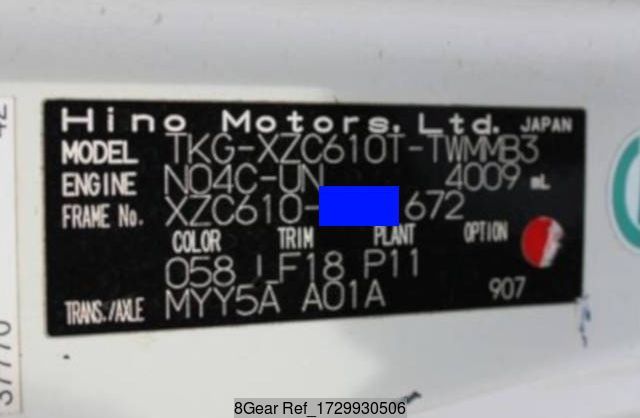 Hino Motors, Ltd. JAPAN
MODEL TKG-XZC610T-TWMMB3
ENGINE N04C-UN 4009 mL
FRAME No. XZC610- 672
COLOR TRIM PLANT OPTION
058 LF18 P11
TRANS./AXLE MYY5A A01A 907
8Gear Ref_1729930506